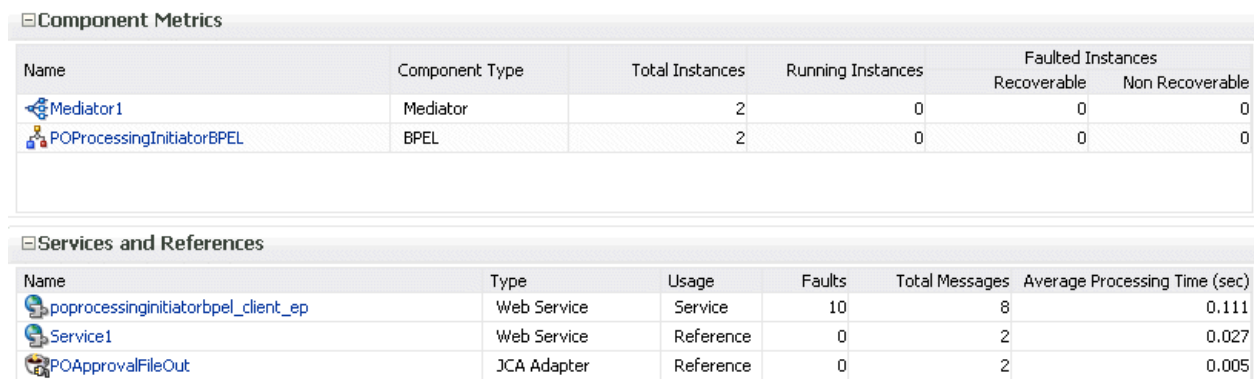 Component Metrics
Name Component Type Total Instances Running Instances Faulted Instances
Recoverable Non Recoverable
Mediator1 Mediator 2 0 0 0
POProcessingInitiatorBPEL BPEL 2 0 0 0
Services and References
Name Type Usage Faults Total Messages Average Processing Time (sec)
poprocessinginitiatorbpel_client_ep Web Service Service 10 8 0.111
Service1 Web Service Reference 0 2 0.027
POApprovalFileOut JCA Adapter Reference 0 2 0.005